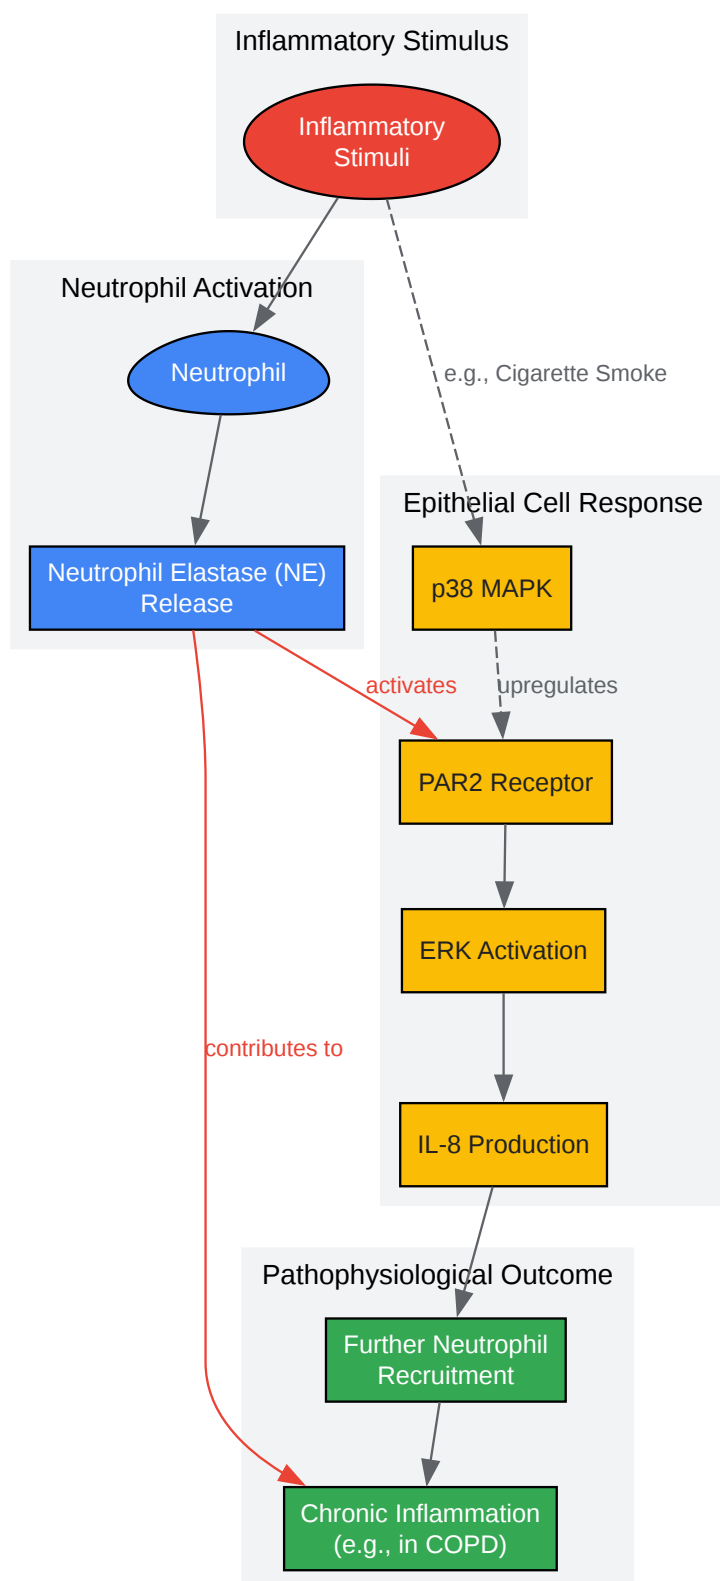 Inflammatory Stimulus
Inflammatory
Stimuli
Neutrophil Activation
Neutrophil
e.g., Cigarette Smoke
Epithelial Cell Response
Neutrophil Elastase (NE)
Release
p38 MAPK
activates
upregulates
PAR2 Receptor
ERK Activation
contributes to
IL-8 Production
Pathophysiological Outcome
Further Neutrophil
Recruitment
Chronic Inflammation
(e.g., in COPD)